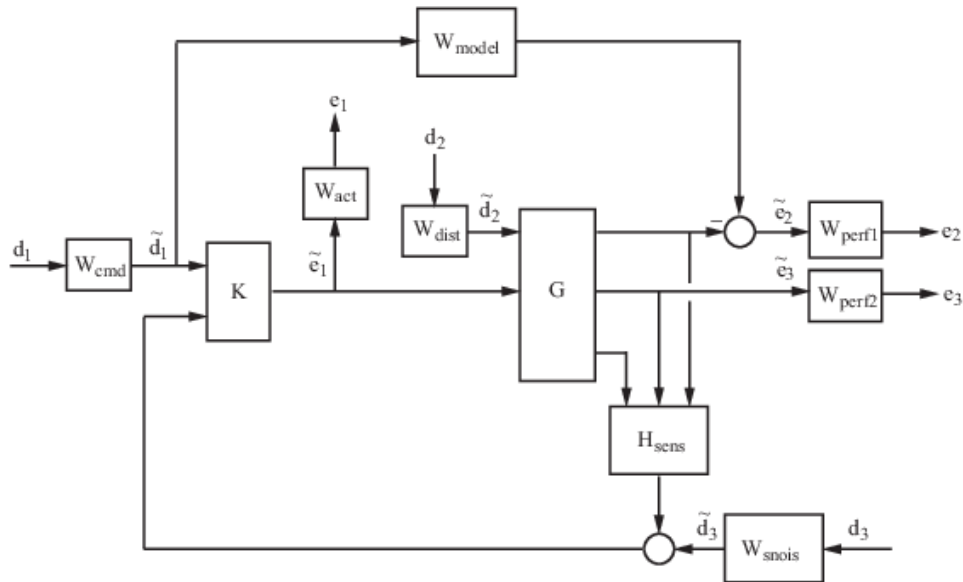 W_model
e_1
d_2
W_act
W_dist
d̃_2
−
ẽ_2
W_perf1
e_2
d_1
W_cmd
d̃_1
K
ẽ_1
G
ẽ_3
W_perf2
e_3
H_sens
d̃_3
W_snois
d_3